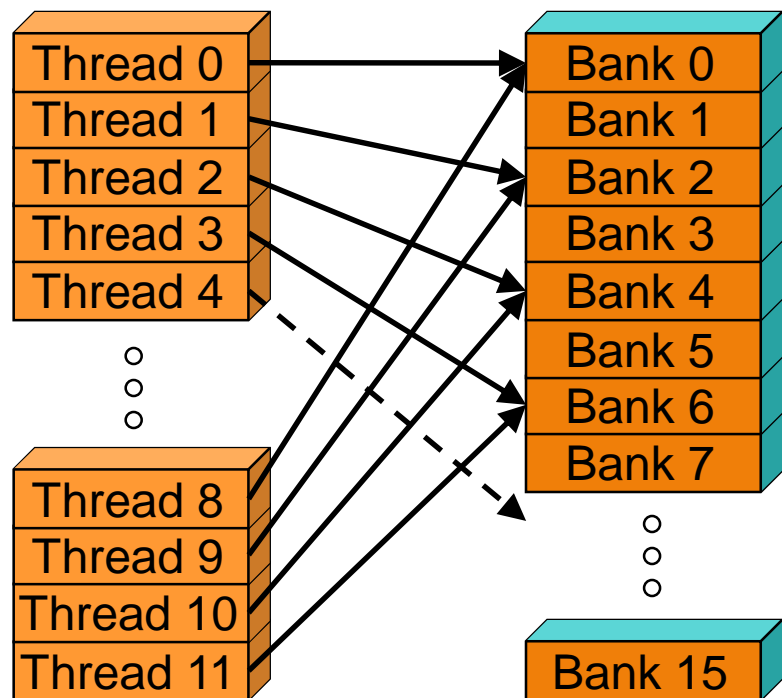 Thread 0
Thread 1
Thread 2
Thread 3
Thread 4
Thread 8
Thread 9
Thread 10
Thread 11
Bank 0
Bank 1
Bank 2
Bank 3
Bank 4
Bank 5
Bank 6
Bank 7
Bank 15